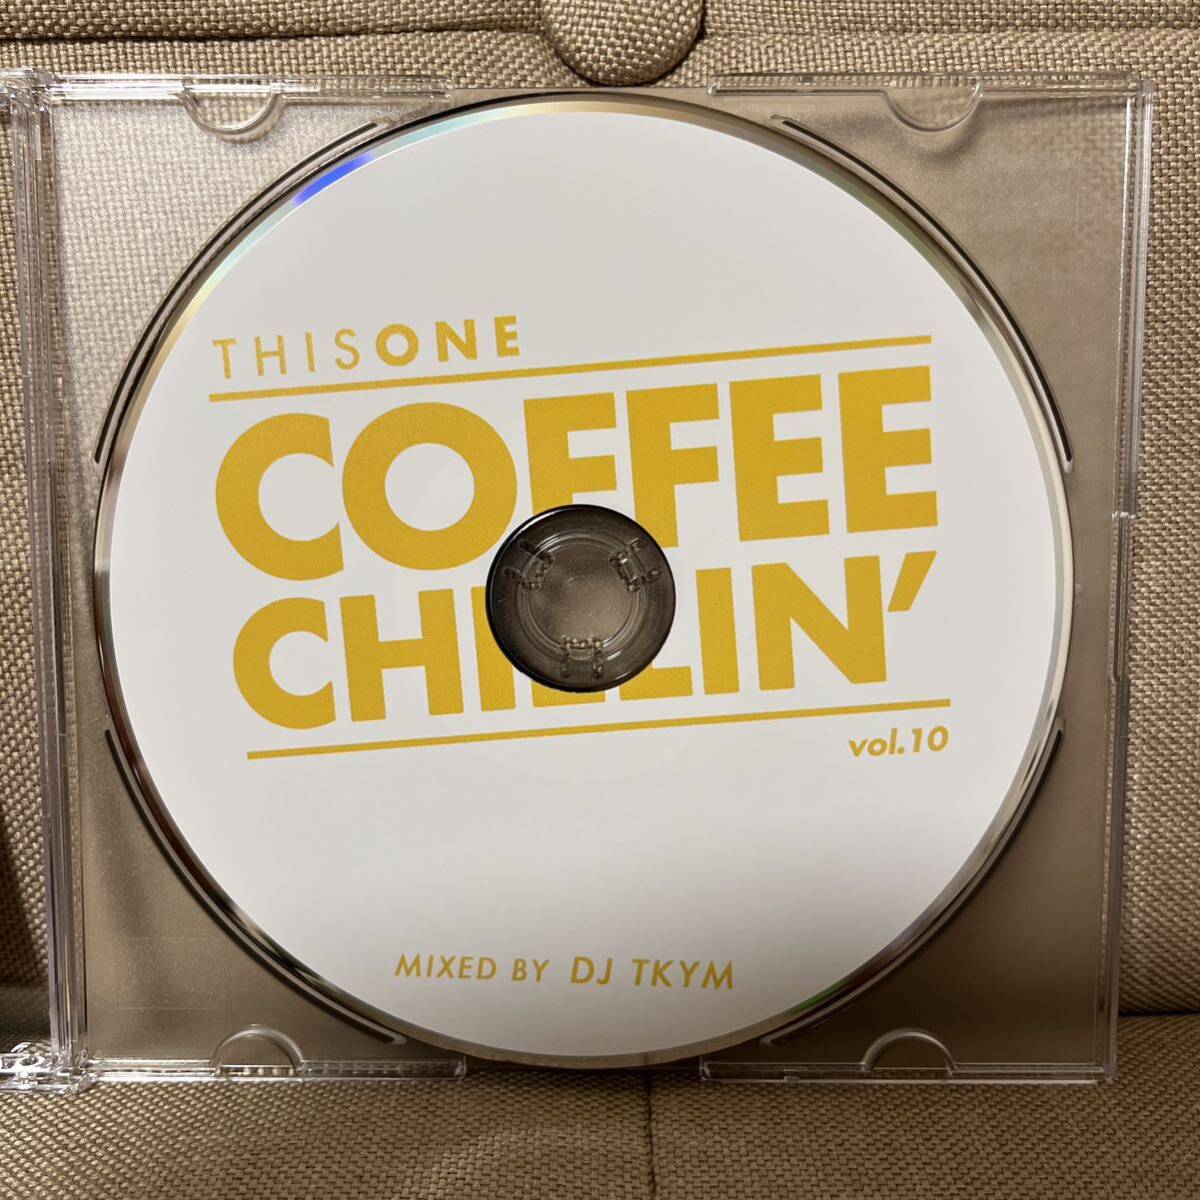 THISONE
COFFEE
CHILLIN’
vol.10
MIXED BY DJ TKYM